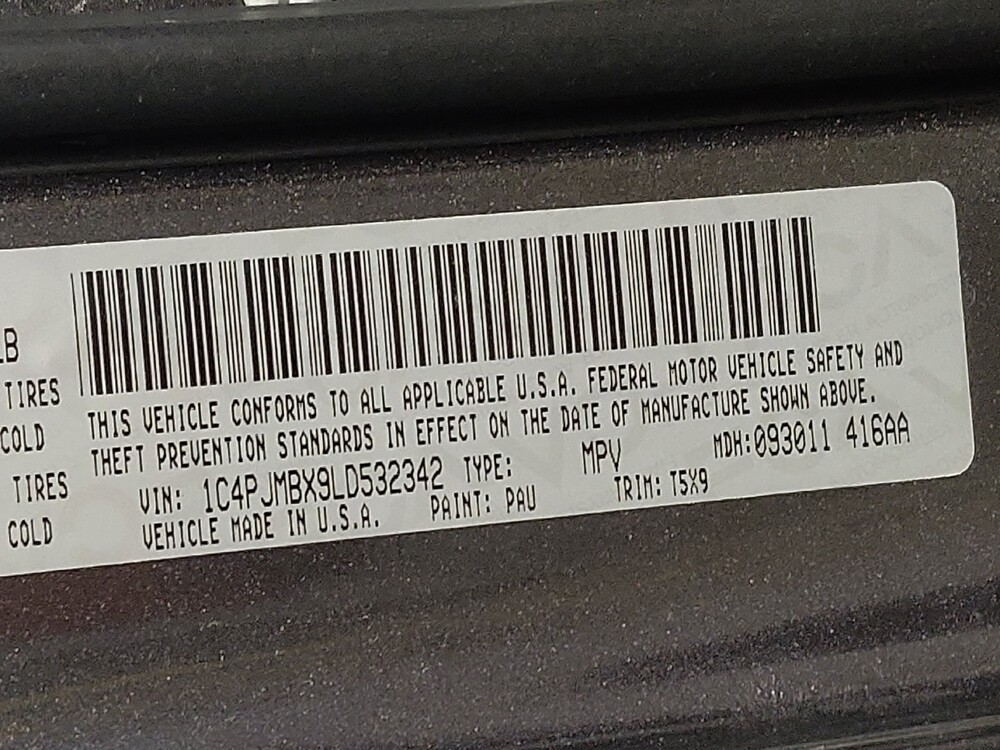 LB
TIRES
COLD
TIRES
COLD
THIS VEHICLE CONFORMS TO ALL APPLICABLE U.S.A. FEDERAL MOTOR VEHICLE SAFETY AND
THEFT PREVENTION STANDARDS IN EFFECT ON THE DATE OF MANUFACTURE SHOWN ABOVE.
VIN: 1C4PJMBX9LD532342 TYPE: MPV MDH:093011 416AA
VEHICLE MADE IN U.S.A. PAINT: PAU TRIM: T5X9